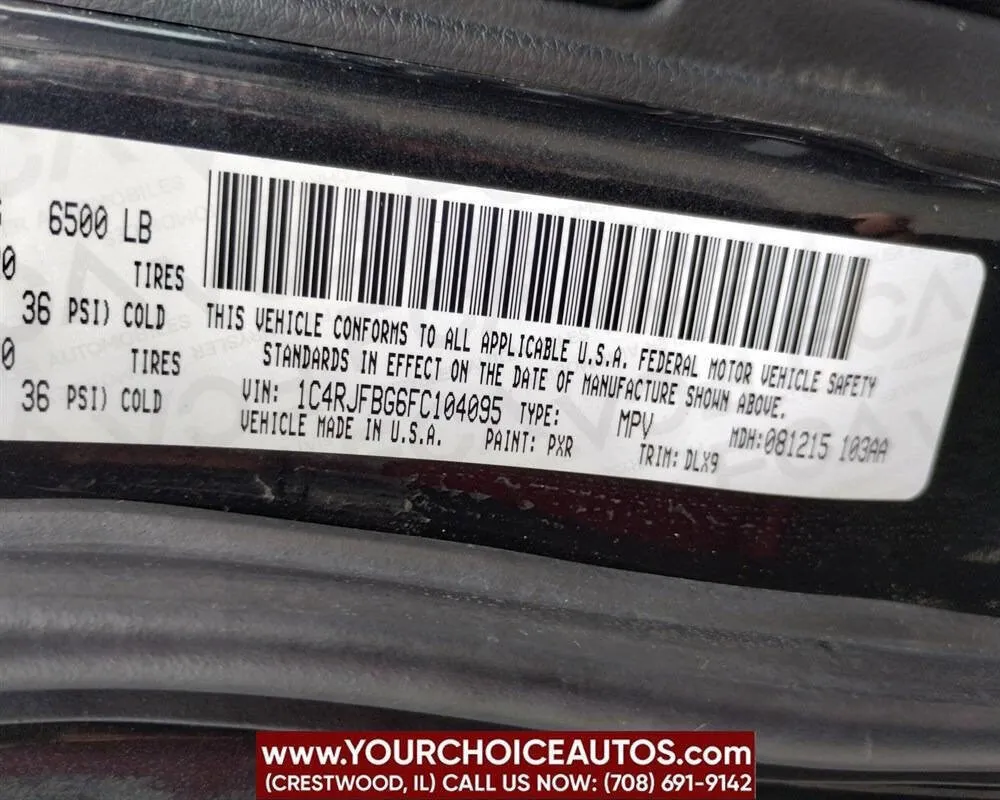 6500 LB
TIRES
36 PSI) COLD
TIRES
36 PSI) COLD
THIS VEHICLE CONFORMS TO ALL APPLICABLE U.S.A. FEDERAL MOTOR VEHICLE SAFETY
STANDARDS IN EFFECT ON THE DATE OF MANUFACTURE SHOWN ABOVE.
VIN: 1C4RJFBG6FC104095 TYPE: MPV MDH:081215 103AA
VEHICLE MADE IN U.S.A. PAINT: PXR TRIM: DLX9
www.YOURCHOICEAUTOS.com
(CRESTWOOD, IL) CALL US NOW: (708) 691-9142